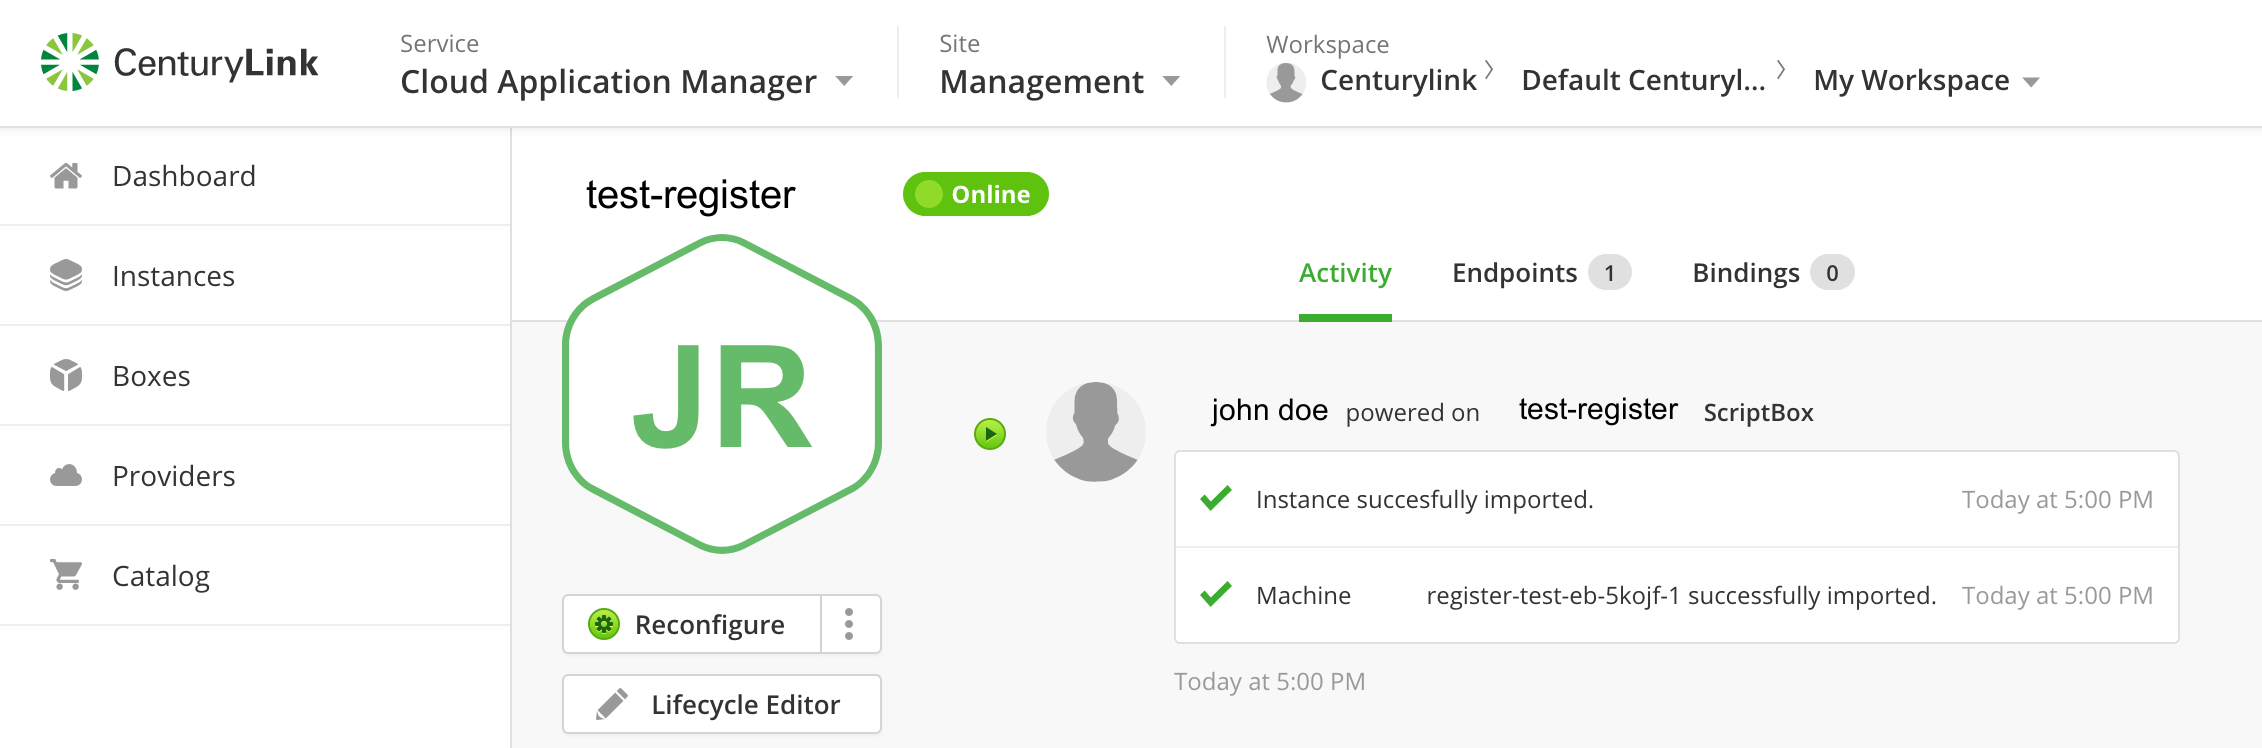 CenturyLink
Service
Cloud Application Manager
Site
Management
Workspace
Centurylink
Default Centuryl...
My Workspace
Dashboard
Instances
Boxes
Providers
Catalog
test-register
Online
Activity
Endpoints 1
Bindings 0
JR
Reconfigure
Lifecycle Editor
john doe powered on test-register ScriptBox
Instance succesfully imported. Today at 5:00 PM
Machine register-test-eb-5kojf-1 successfully imported. Today at 5:00 PM
Today at 5:00 PM